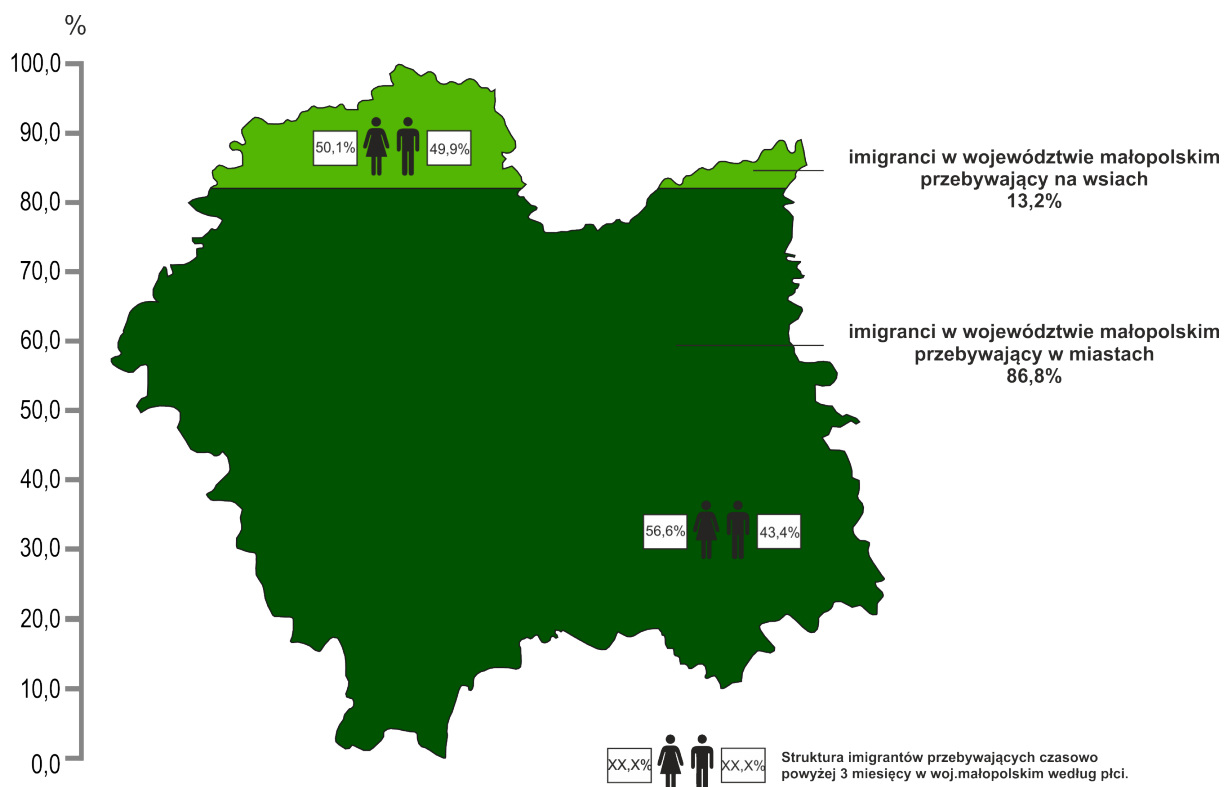 %
100,0
90,0
80,0
70,0
60,0
50,0
40,0
30,0
20,0
10,0
0,0
50,1%
49,9%
imigranci w województwie małopolskim
przebywający na wsiach
13,2%
imigranci w województwie małopolskim
przebywający w miastach
86,8%
56,6%
43,4%
XX,X%
XX,X%
Struktura imigrantów przebywających czasowo
powyżej 3 miesięcy w woj.małopolskim według płci.